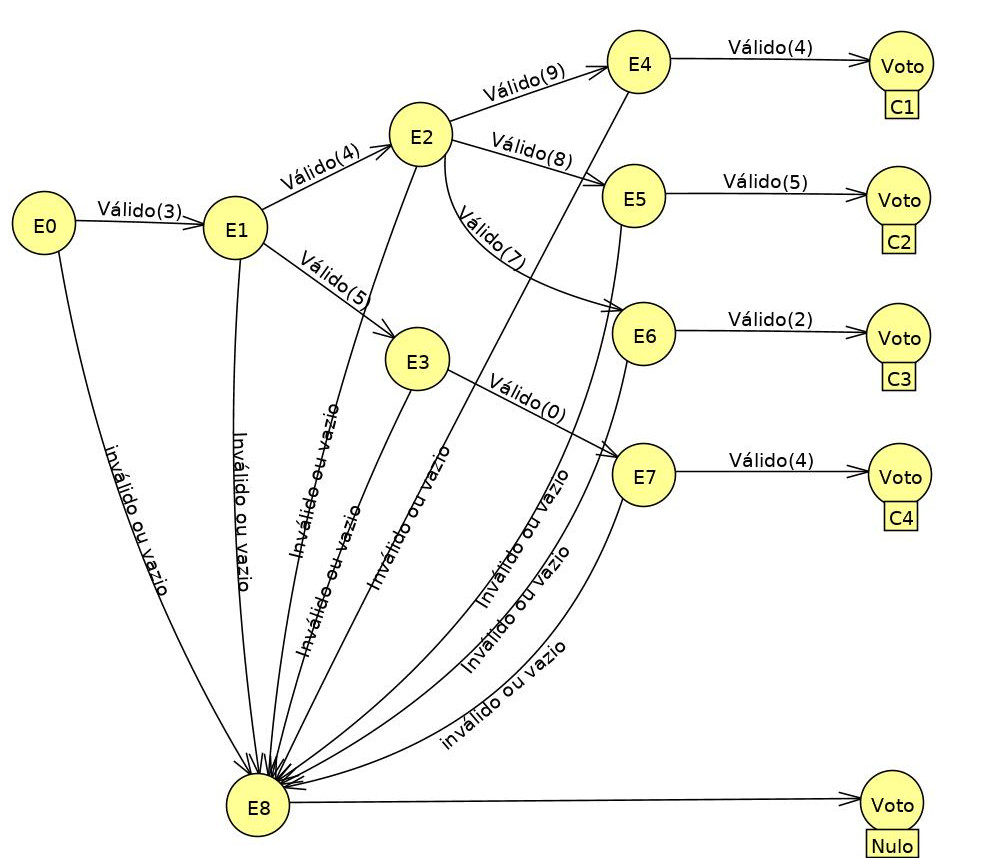 Válido(4)
E4
Voto
C1
Válido(9)
E2
Válido(8)
Válido(4)
Válido(5)
E5
Voto
C2
E0
Válido(3)
E1
Válido(7)
Válido(5)
Válido(2)
E6
Voto
C3
E3
Válido(0)
Válido(4)
E7
Voto
C4
inválido ou vazio
Inválido ou vazio
Inválido ou vazio
Inválido ou vazio
Inválido ou vazio
Inválido ou vazio
Inválido ou vazio
inválido ou vazio
E8
Voto
Nulo